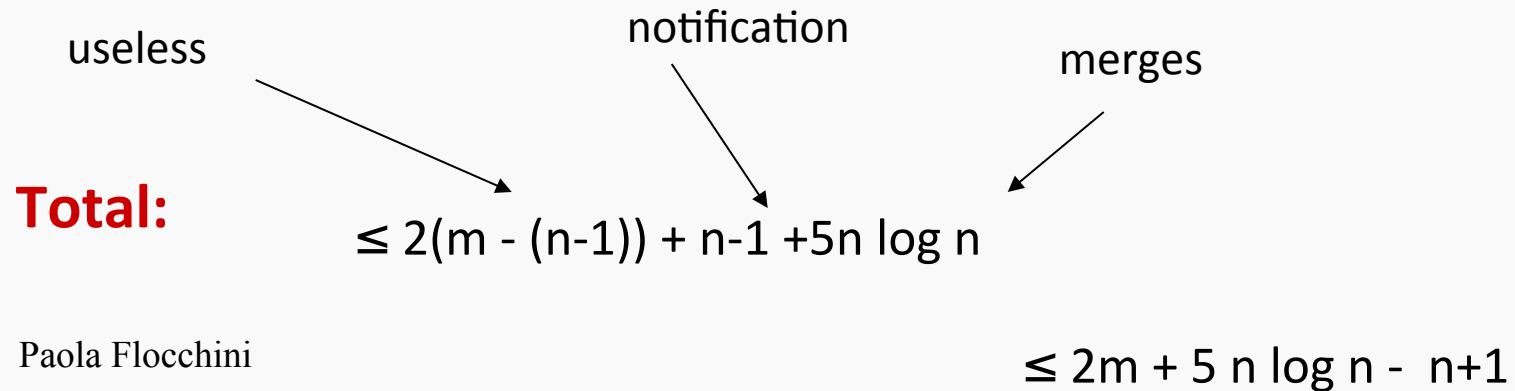 useless
notification
merges
Total:
≤ 2(m - (n-1)) + n-1 +5n log n
Paola Flocchini
≤ 2m + 5 n log n - n+1